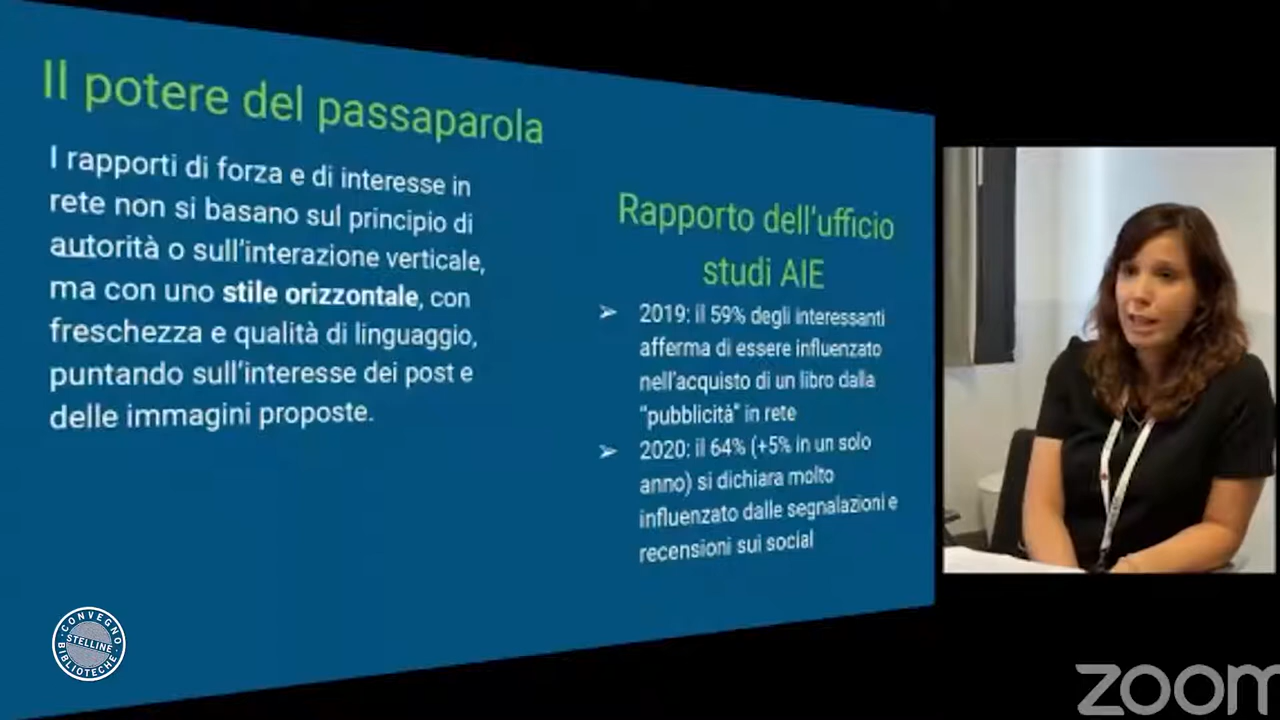 Il potere del passaparola
I rapporti di forza e di interesse in
rete non si basano sul principio di
autorità o sull'interazione verticale,
ma con uno stile orizzontale, con
freschezza e qualità di linguaggio,
puntando sull'interesse dei post e
delle immagini proposte.
Rapporto dell'ufficio
studi AIE
➢ 2019: il 59% degli interessanti
afferma di essere influenzato
nell'acquisto di un libro dalla
"pubblicità" in rete
➢ 2020: il 64% (+5% in un solo
anno) si dichiara molto
influenzato dalle segnalazioni e
recensioni sui social
CONVEGNO
STELLINE
BIBLIOTECHE
zoom